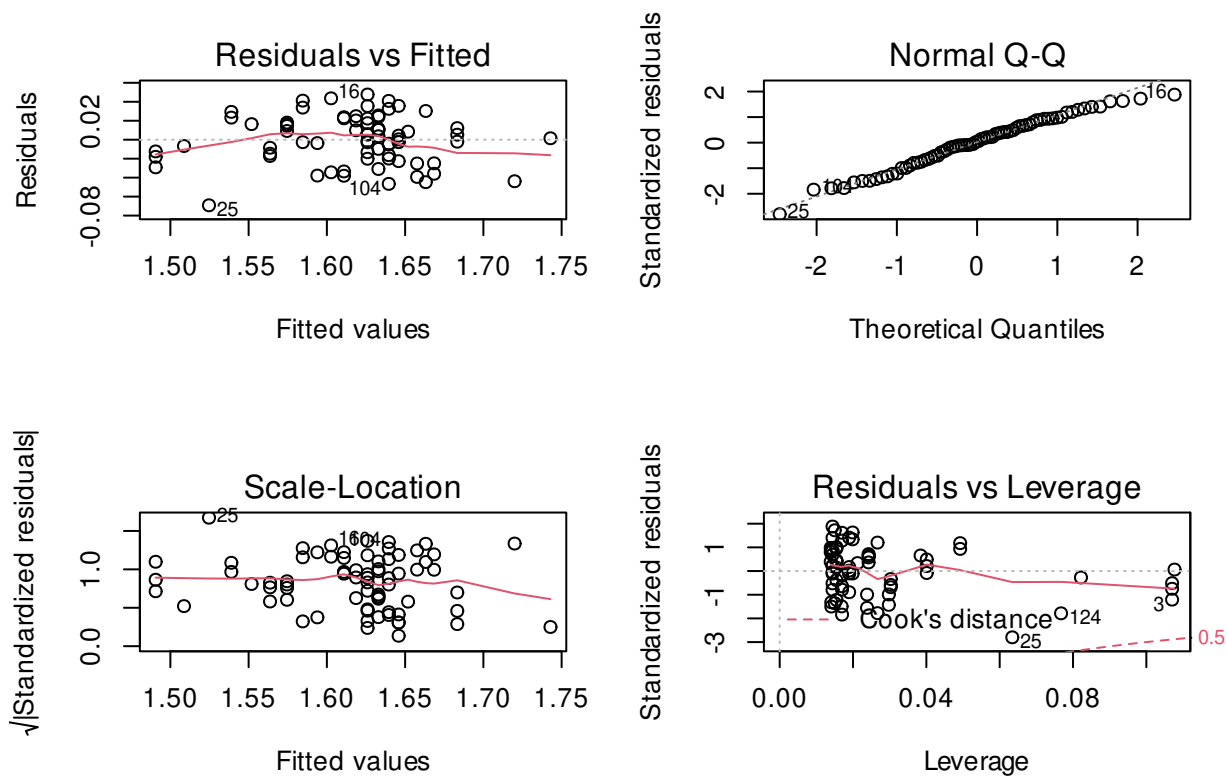 Residuals vs Fitted
Residuals
0.02
-0.08
16
104
25
1.50 1.55 1.60 1.65 1.70 1.75
Fitted values
Normal Q-Q
Standardized residuals
2
0
-2
16
104
25
-2 -1 0 1 2
Theoretical Quantiles
Scale-Location
√|Standardized residuals|
1.0
0.0
25
16
104
1.50 1.55 1.60 1.65 1.70 1.75
Fitted values
Residuals vs Leverage
Standardized residuals
1
-1
-3
Cook's distance
124
25
3
0.5
0.00 0.04 0.08
Leverage